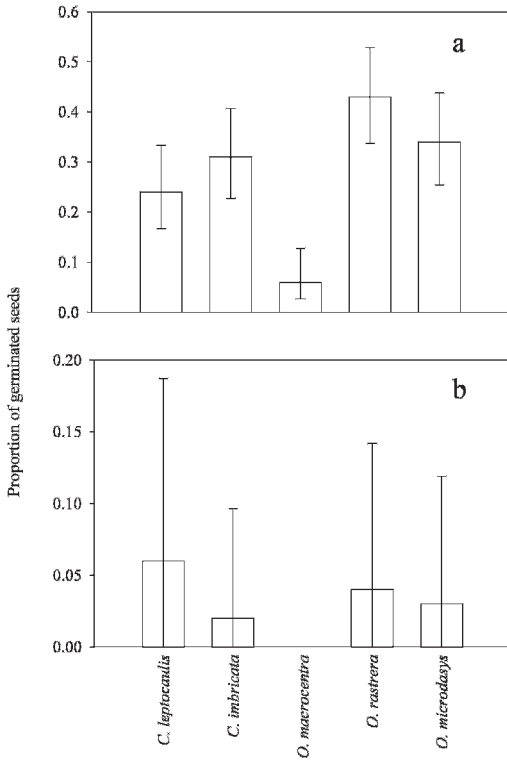 0.6
a
0.5
0.4
0.3
0.2
0.1
0.0
Proportion of germinated seeds
0.20
b
0.15
0.10
0.05
0.00
C. leptocaulis
C. imbricata
O. macrocentra
O. rastrera
O. microdasys